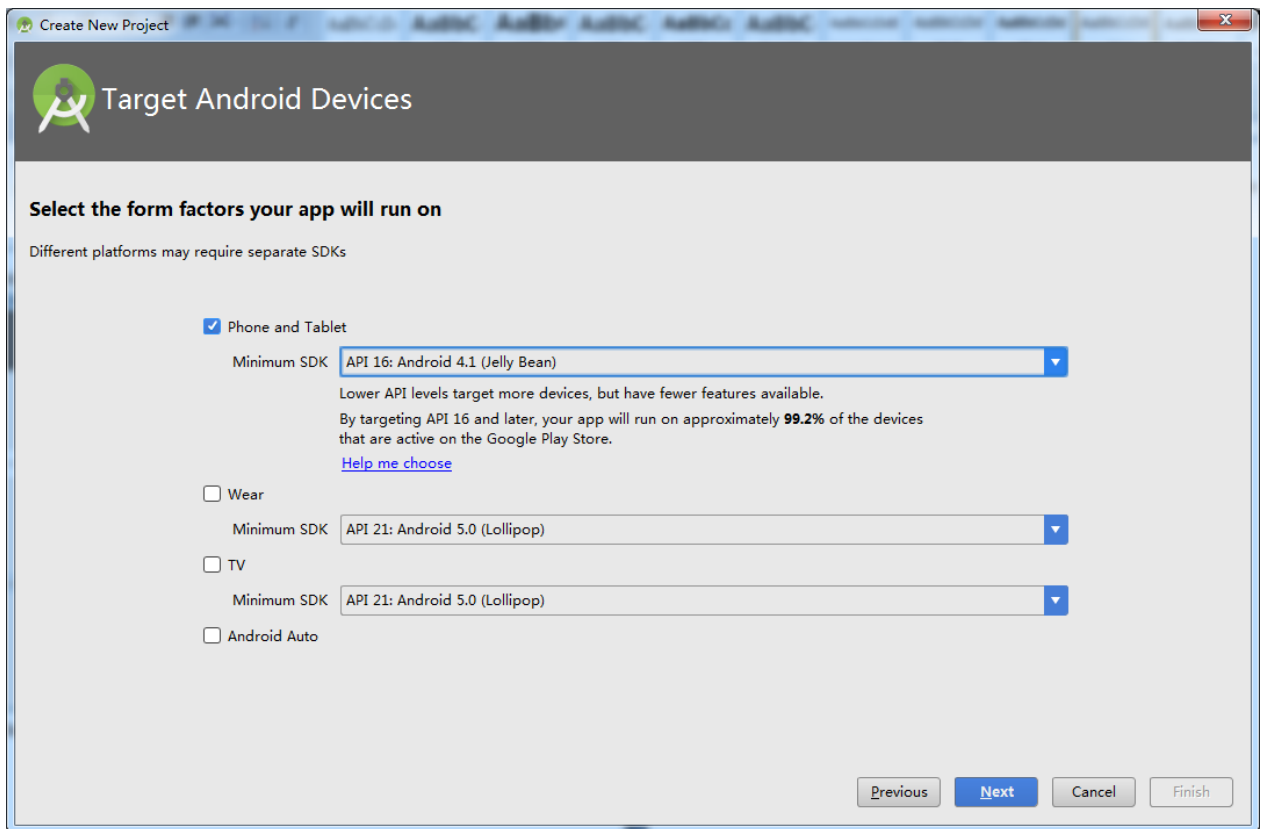 Create New Project
Target Android Devices
Select the form factors your app will run on
Different platforms may require separate SDKs
Phone and Tablet
Minimum SDK API 16: Android 4.1 (Jelly Bean)
Lower API levels target more devices, but have fewer features available.
By targeting API 16 and later, your app will run on approximately 99.2% of the devices
that are active on the Google Play Store.
Help me choose
Wear
Minimum SDK API 21: Android 5.0 (Lollipop)
TV
Minimum SDK API 21: Android 5.0 (Lollipop)
Android Auto
Previous Next Cancel Finish